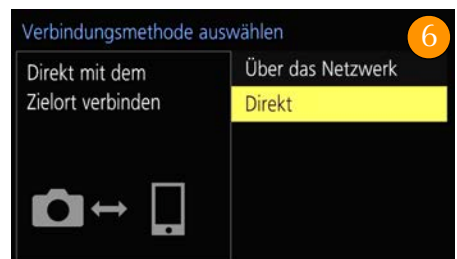 Verbindungsmethode auswählen
6
Direkt mit dem
Zielort verbinden
Über das Netzwerk
Direkt